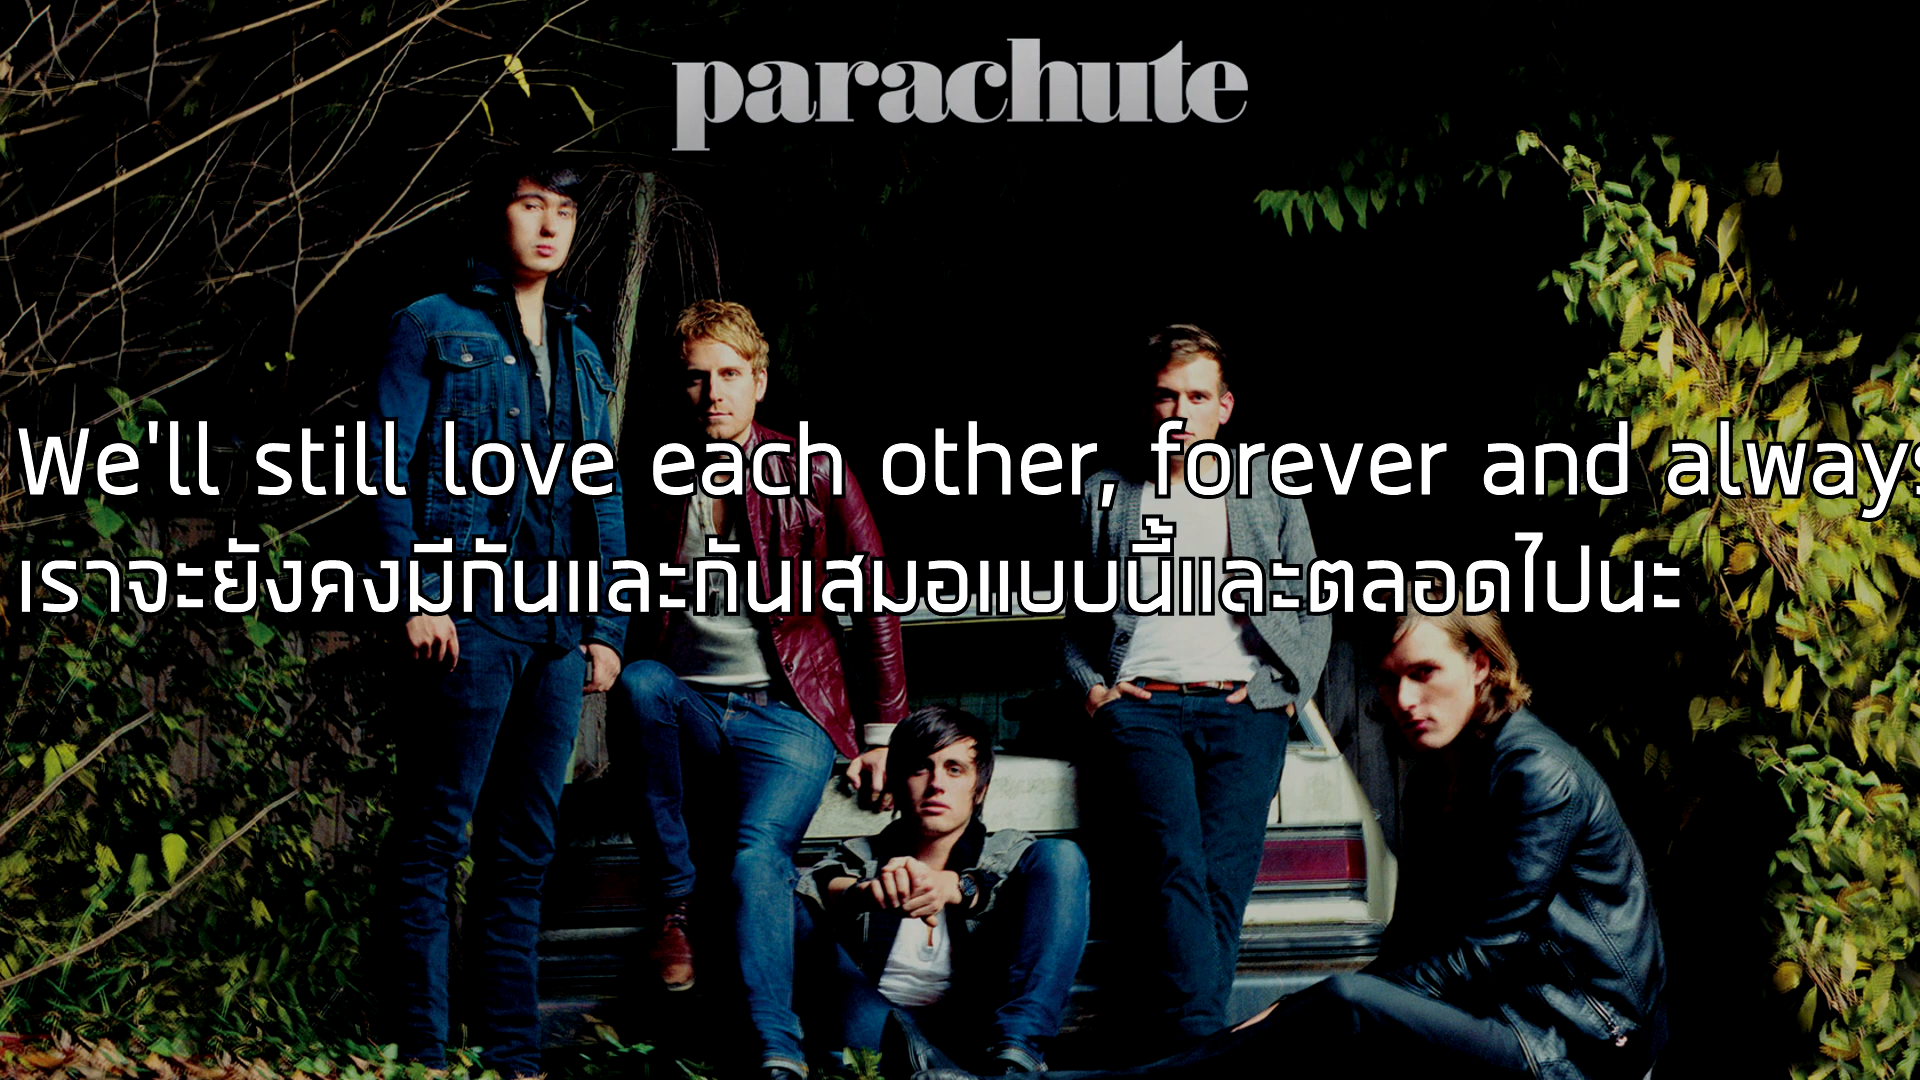 parachute
We'll still love each other, forever and always
เราจะยังคงมีกันและกันเสมอแบบนี้และตลอดไปนะ